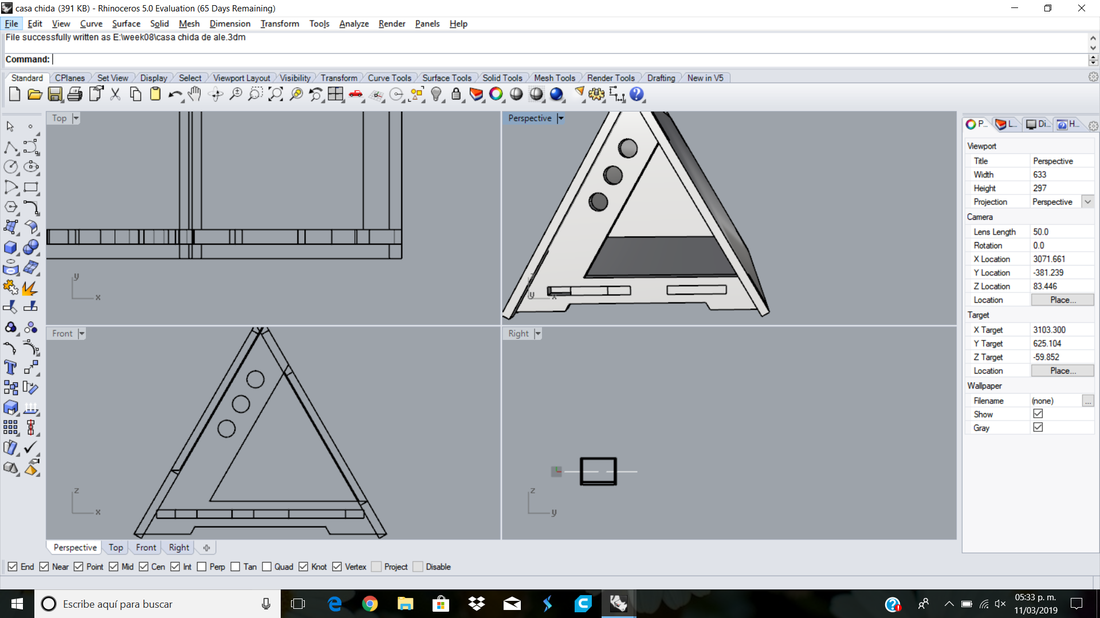 casa chida (391 KB) - Rhinoceros 5.0 Evaluation (65 Days Remaining)
File Edit View Curve Surface Solid Mesh Dimension Transform Tools Analyze Render Panels Help
File successfully written as E:\week08\casa chida de ale.3dm
Command:
Standard CPlanes Set View Display Select Viewport Layout Visibility Transform Curve Tools Surface Tools Solid Tools Mesh Tools Render Tools Drafting New in V5
Top
y
x
Perspective
y
x
Front
z
x
Right
z
y
P... L... Di... H...
Viewport
Title Perspective
Width 633
Height 297
Projection Perspective
Camera
Lens Length 50.0
Rotation 0.0
X Location 3071.661
Y Location -381.239
Z Location 83.446
Location Place...
Target
X Target 3103.300
Y Target 625.104
Z Target -59.852
Location Place...
Wallpaper
Filename (none) ...
Show
Gray
Perspective Top Front Right
End Near Point Mid Cen Int Perp Tan Quad Knot Vertex Project Disable
Escribe aquí para buscar
05:33 p. m.
11/03/2019